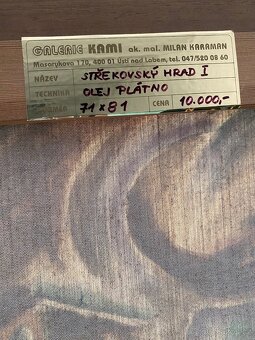 GALERIE KAMI ak. mal. MILAN KARAMAN
Masarykova 170, 400 01 Ústí nad Labem, tel. 047/520 08 60
NÁZEV STŘEKOVSKÝ HRAD I
TECHNIKA OLEJ PLÁTNO
71 x 81 CENA 10.000,-